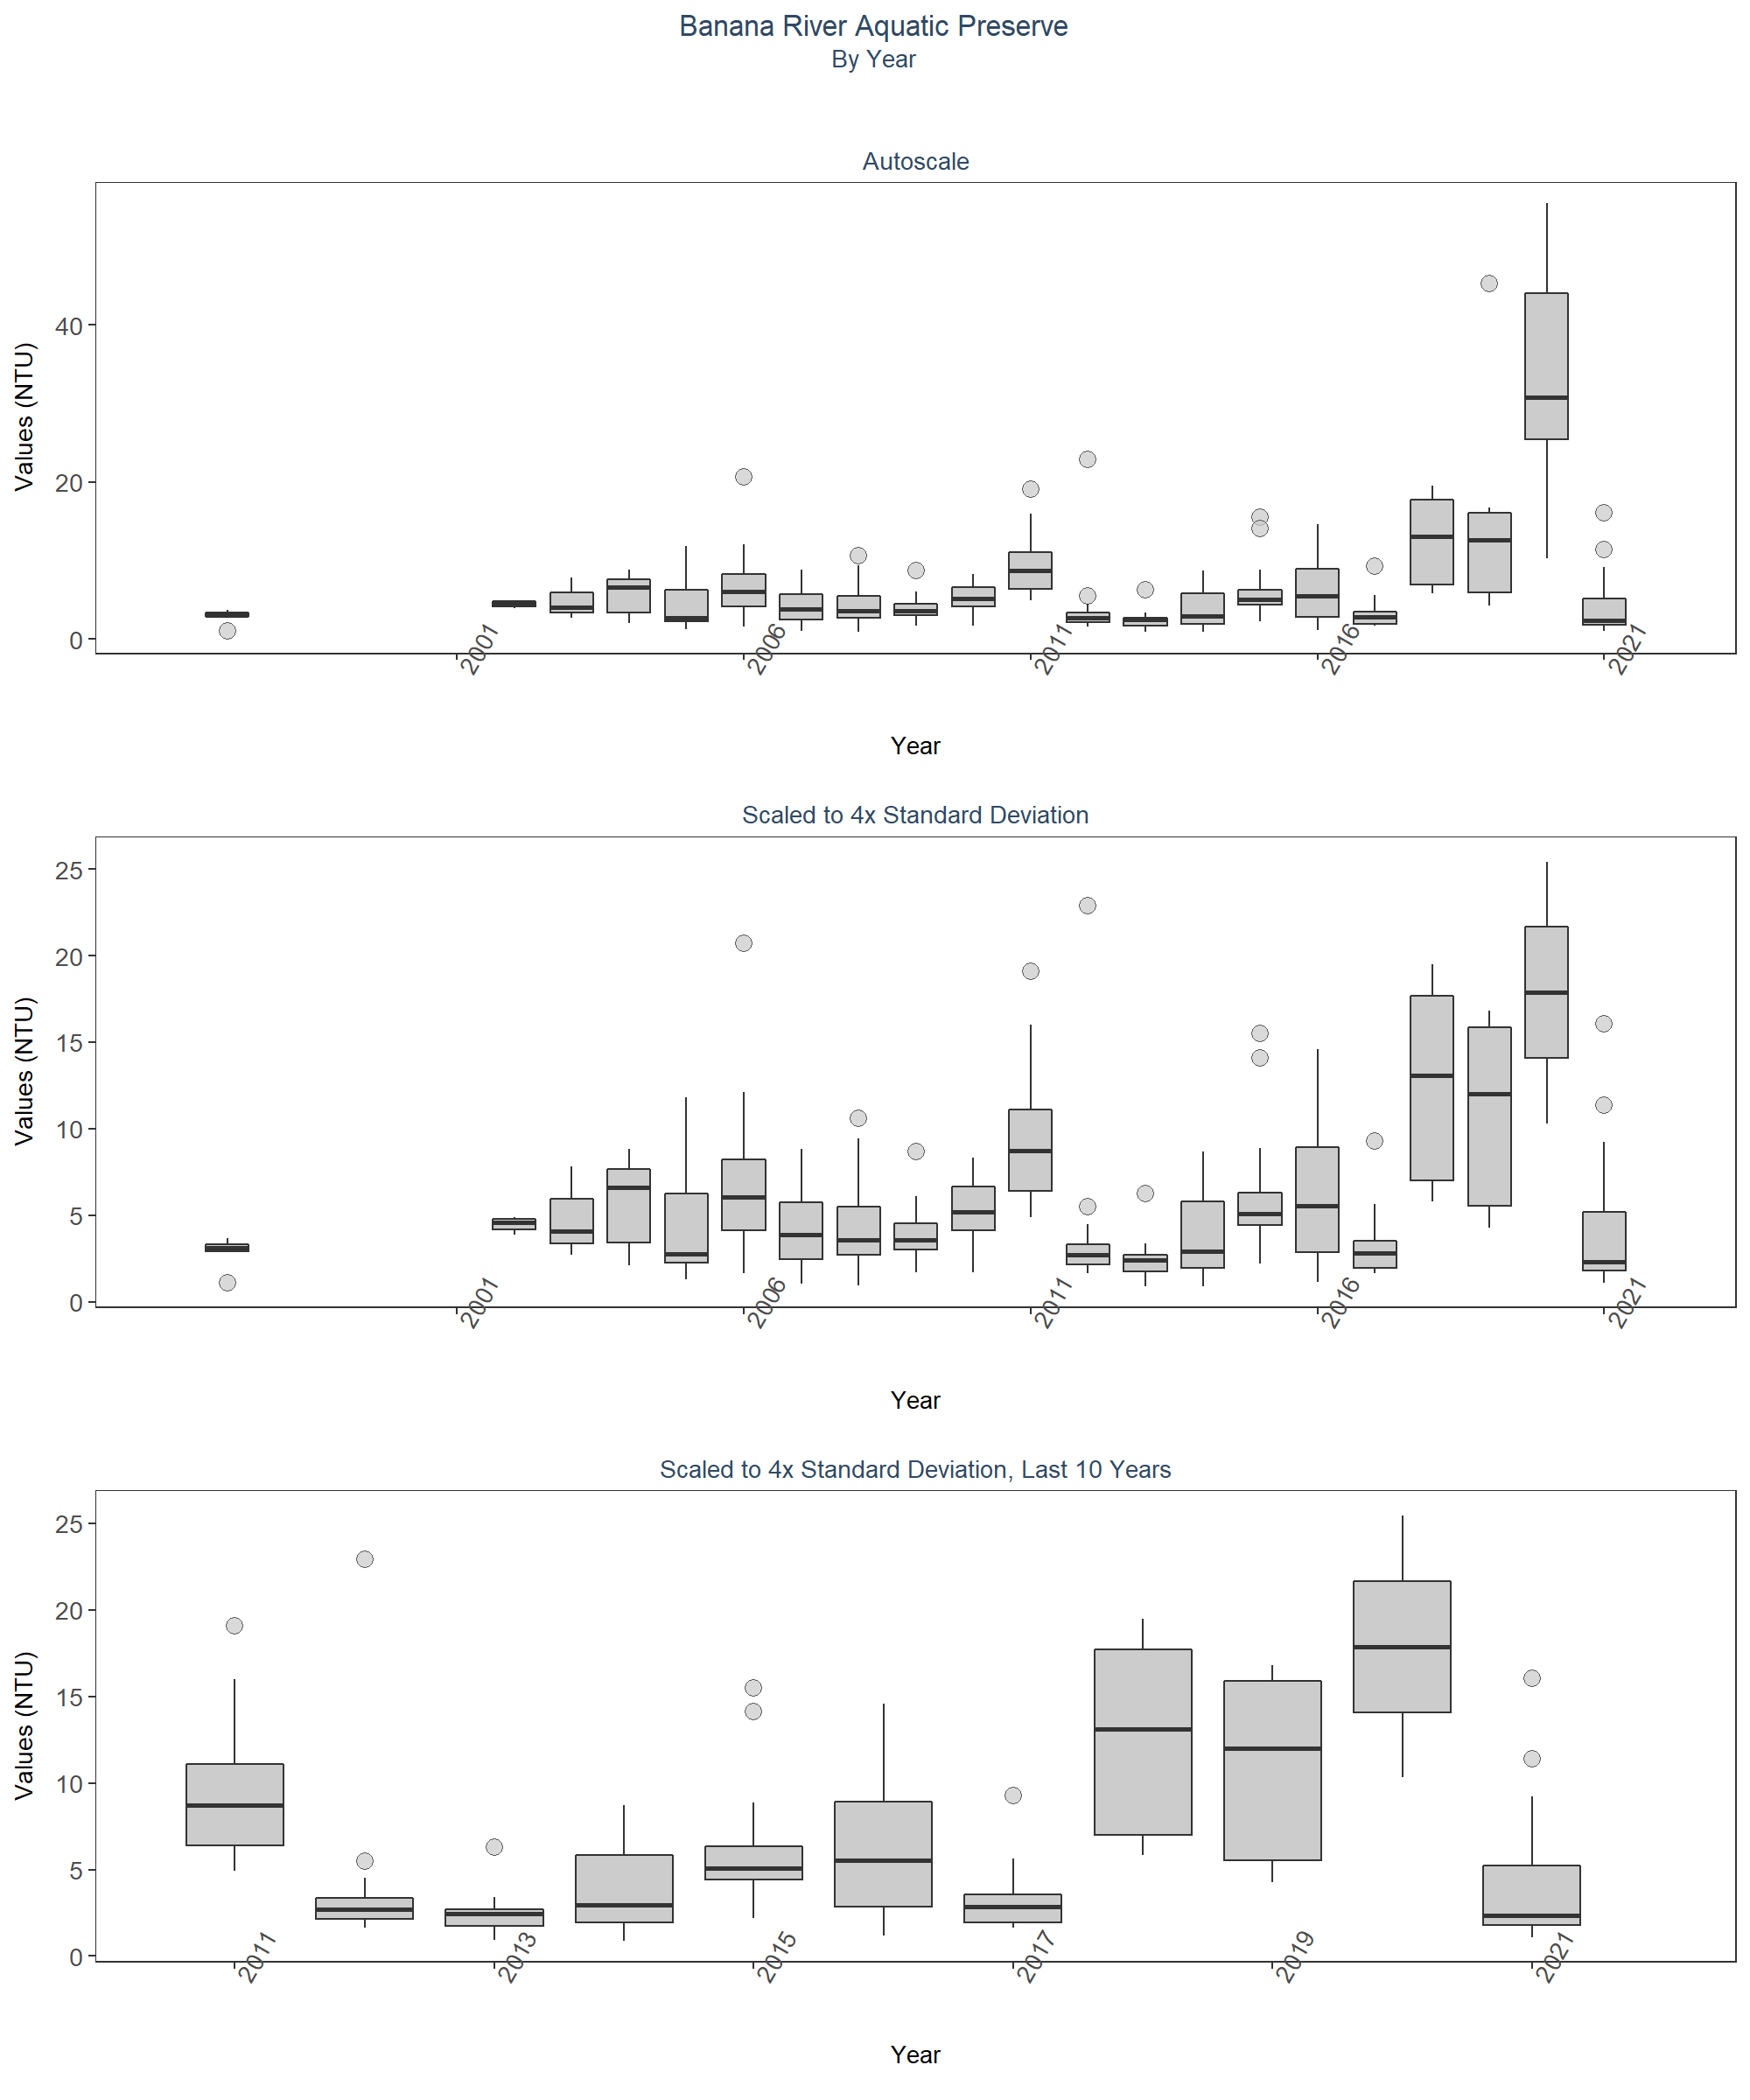 Banana River Aquatic Preserve
By Year
Autoscale
Values (NTU)
40
20
0
2001
2006
2011
2016
2021
Year
Scaled to 4x Standard Deviation
Values (NTU)
25
20
15
10
5
0
2001
2006
2011
2016
2021
Year
Scaled to 4x Standard Deviation, Last 10 Years
Values (NTU)
25
20
15
10
5
0
2011
2013
2015
2017
2019
2021
Year